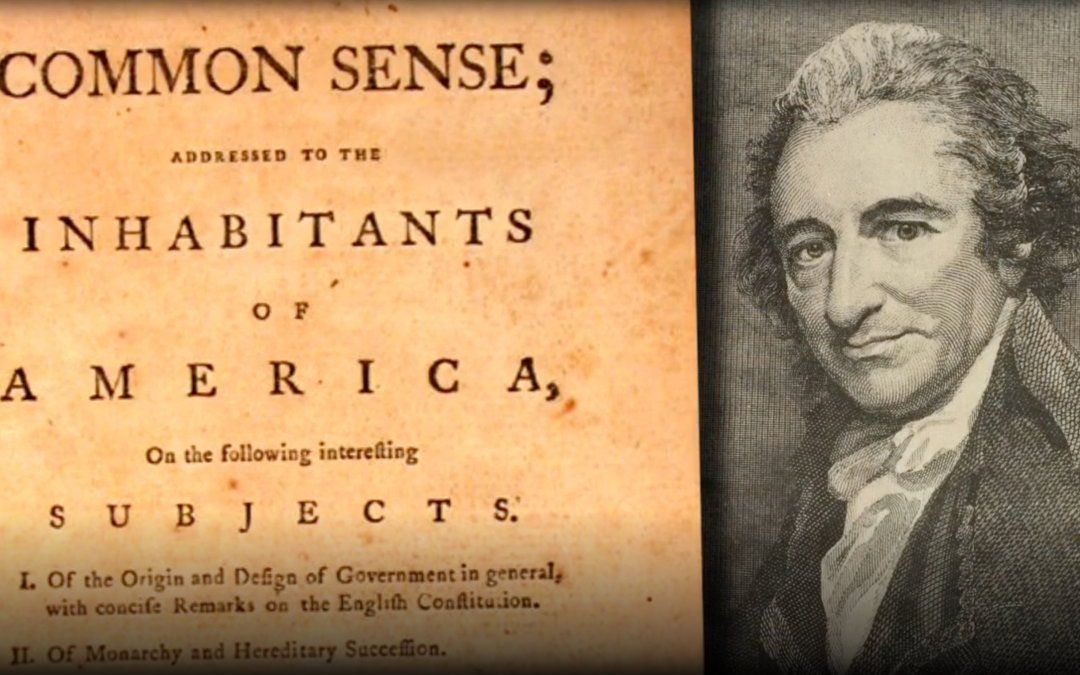 COMMON SENSE;
ADDRESSED TO THE
INHABITANTS
OF
AMERICA,
On the following intereſting
SUBJECTS.
I. Of the Origin and Deſign of Government in general,
with conciſe Remarks on the Engliſh Conſtitution.
II. Of Monarchy and Hereditary Succeſſion.